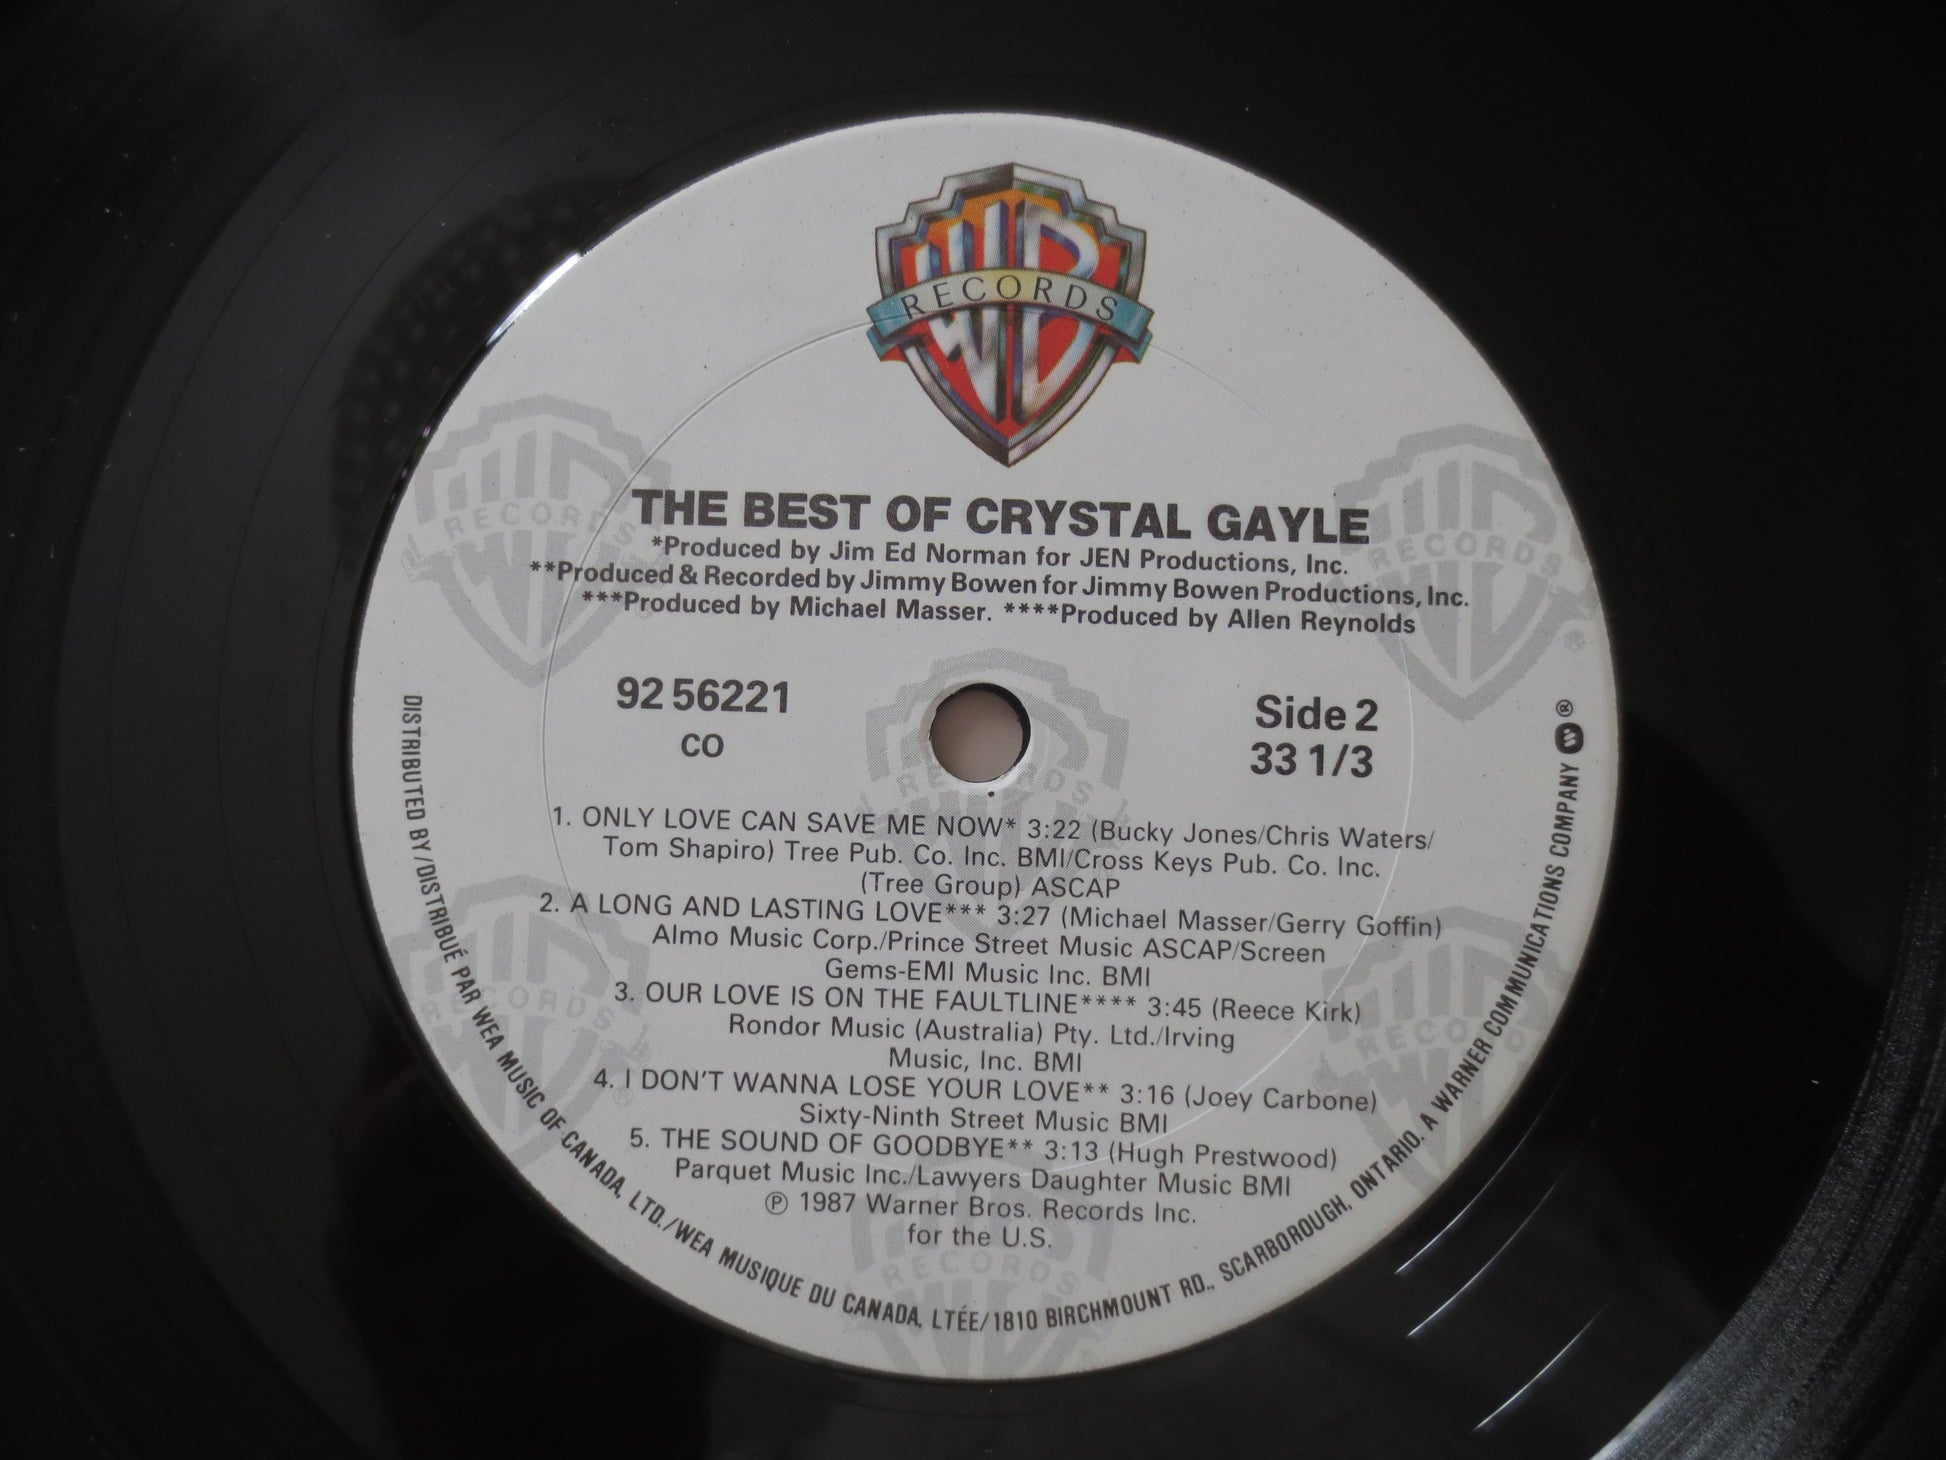 WB
RECORDS
THE BEST OF CRYSTAL GAYLE
*Produced by Jim Ed Norman for JEN Productions, Inc.
**Produced & Recorded by Jimmy Bowen for Jimmy Bowen Productions, Inc.
***Produced by Michael Masser. ****Produced by Allen Reynolds
92 56221
CO
Side 2
33 1/3
1. ONLY LOVE CAN SAVE ME NOW* 3:22 (Bucky Jones/Chris Waters/
Tom Shapiro) Tree Pub. Co. Inc. BMI/Cross Keys Pub. Co. Inc.
(Tree Group) ASCAP
2. A LONG AND LASTING LOVE*** 3:27 (Michael Masser/Gerry Goffin)
Almo Music Corp./Prince Street Music ASCAP/Screen
Gems-EMI Music Inc. BMI
3. OUR LOVE IS ON THE FAULTLINE**** 3:45 (Reece Kirk)
Rondor Music (Australia) Pty. Ltd./Irving
Music, Inc. BMI
4. I DON'T WANNA LOSE YOUR LOVE** 3:16 (Joey Carbone)
Sixty-Ninth Street Music BMI
5. THE SOUND OF GOODBYE** 3:13 (Hugh Prestwood)
Parquet Music Inc./Lawyers Daughter Music BMI
℗ 1987 Warner Bros. Records Inc.
for the U.S.
DISTRIBUTED BY/DISTRIBUÉ PAR WEA MUSIC OF CANADA, LTD./WEA MUSIQUE DU CANADA, LTÉE/1810 BIRCHMOUNT RD., SCARBOROUGH, ONTARIO. A WARNER COMMUNICATIONS COMPANY ®